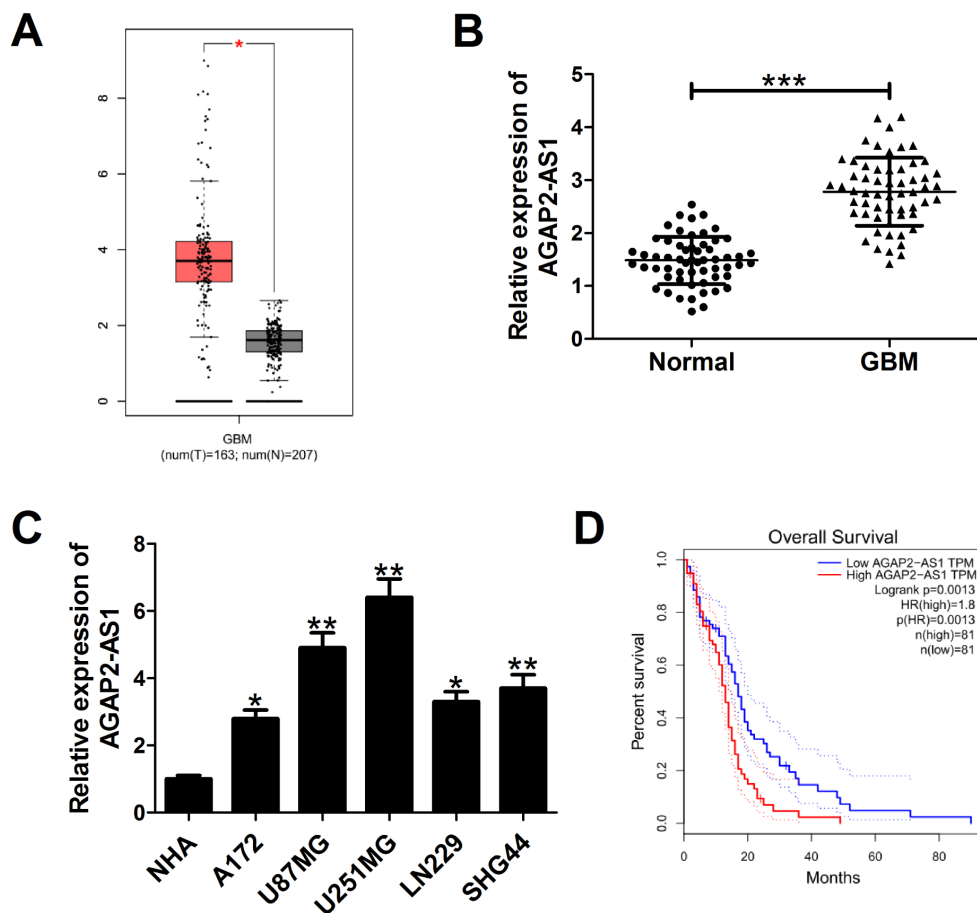 A
*
8
6
4
2
0
GBM
(num(T)=163; num(N)=207)
B
Relative expression of
AGAP2-AS1
***
5
4
3
2
1
0
Normal
GBM
C
Relative expression of
AGAP2-AS1
8
6
4
2
0
*
**
**
*
**
NHA
A172
U87MG
U251MG
LN229
SHG44
D
Overall Survival
Low AGAP2−AS1 TPM
High AGAP2−AS1 TPM
Logrank p=0.0013
HR(high)=1.8
p(HR)=0.0013
n(high)=81
n(low)=81
Percent survival
1.0
0.8
0.6
0.4
0.2
0.0
0
20
40
60
80
Months